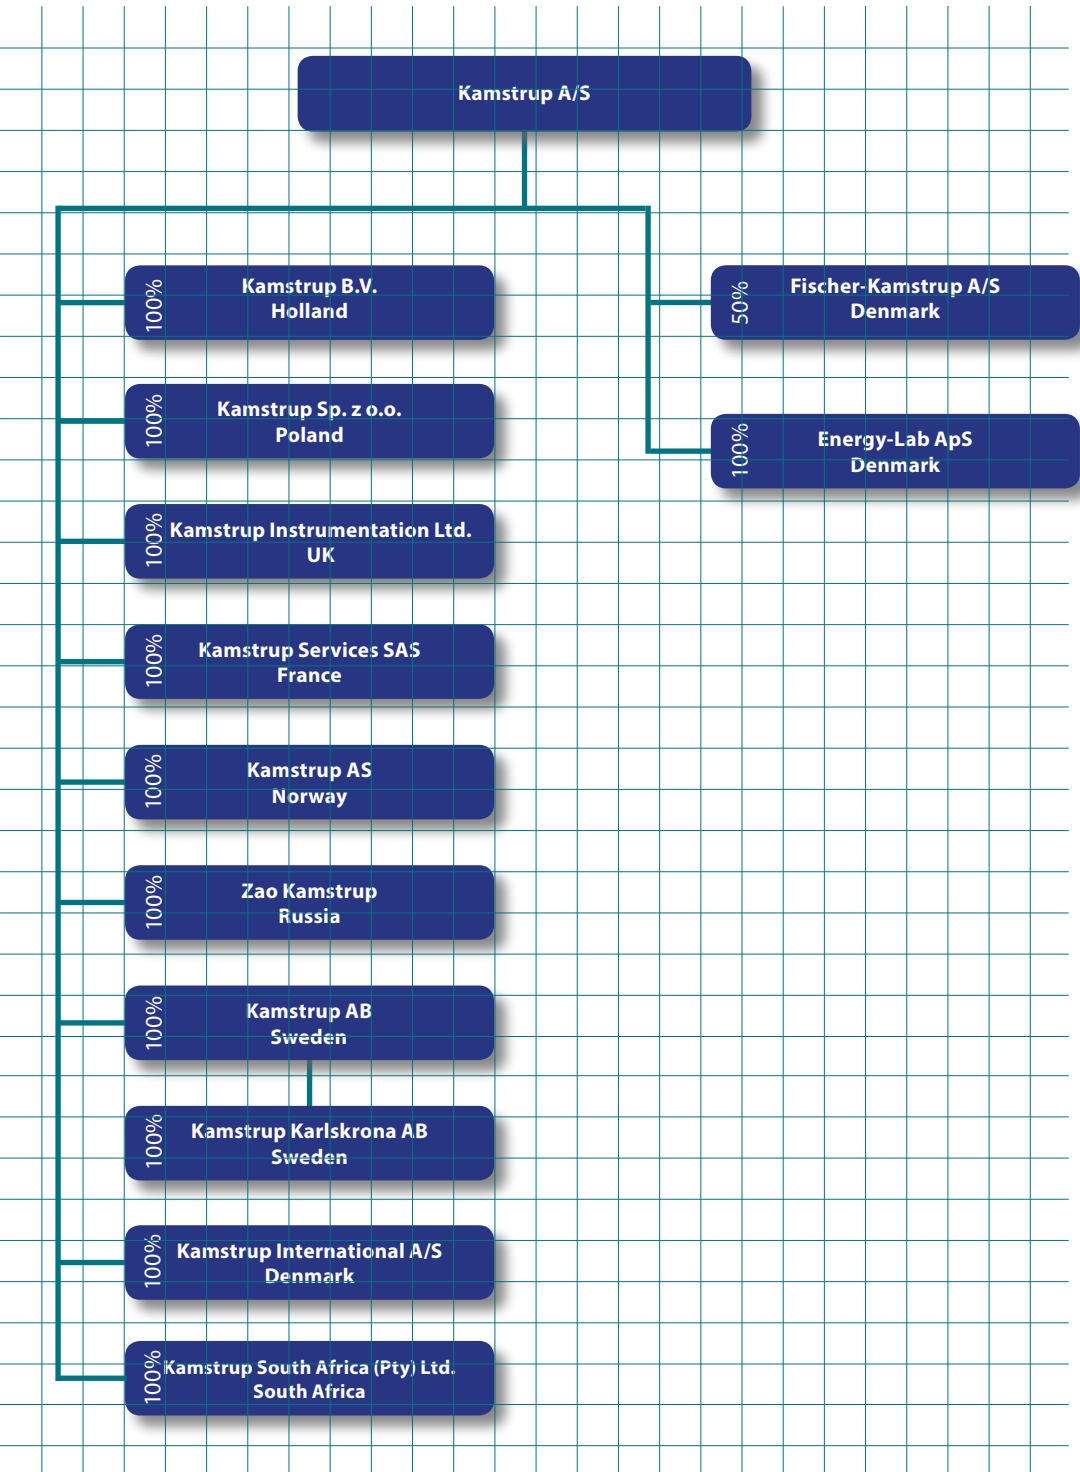 Kamstrup A/S
100%
Kamstrup B.V.
Holland
100%
Kamstrup Sp. z o.o.
Poland
100%
Kamstrup Instrumentation Ltd.
UK
100%
Kamstrup Services SAS
France
100%
Kamstrup AS
Norway
100%
Zao Kamstrup
Russia
100%
Kamstrup AB
Sweden
100%
Kamstrup Karlskrona AB
Sweden
100%
Kamstrup International A/S
Denmark
100%
Kamstrup South Africa (Pty) Ltd.
South Africa
50%
Fischer-Kamstrup A/S
Denmark
100%
Energy-Lab ApS
Denmark